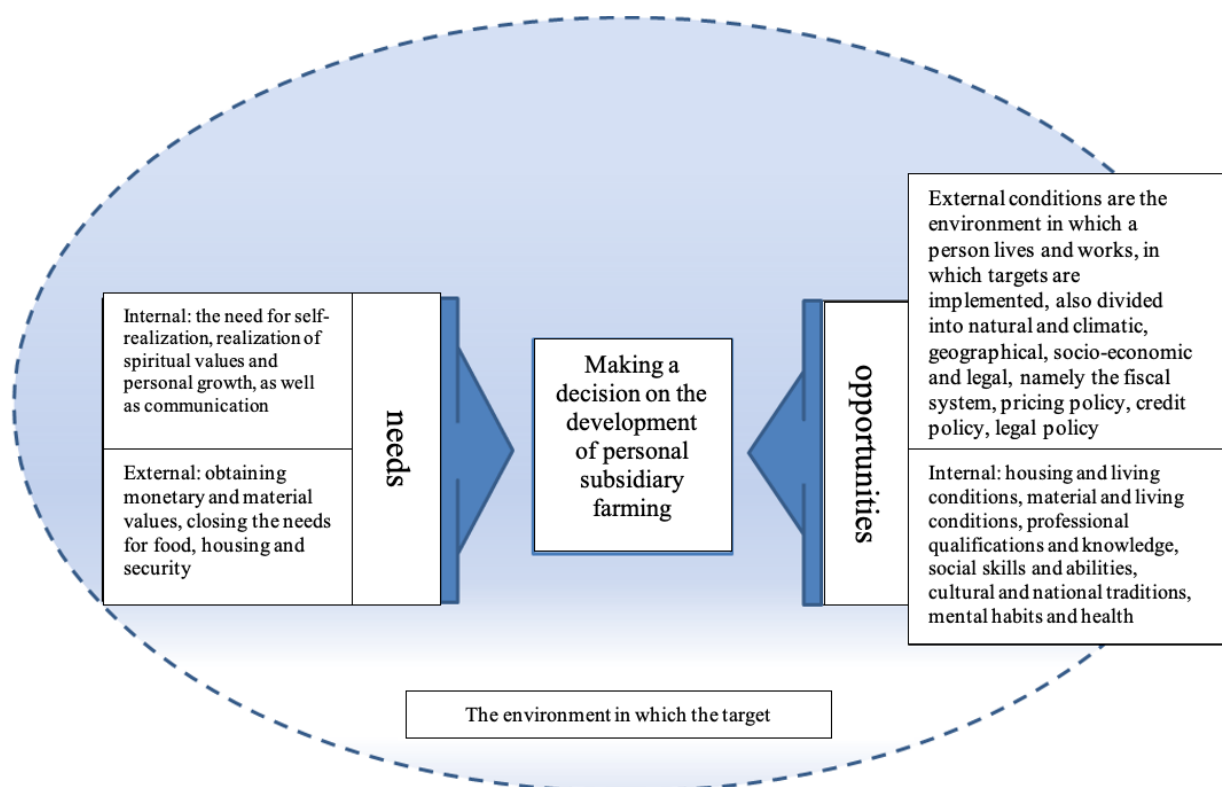 Internal: the need for self-
realization, realization of
spiritual values and
personal growth, as well
as communication
External: obtaining
monetary and material
values, closing the needs
for food, housing and
security
needs
Making a
decision on the
development
of personal
subsidiary
farming
opportunities
External conditions are the
environment in which a
person lives and works, in
which targets are
implemented, also divided
into natural and climatic,
geographical, socio-economic
and legal, namely the fiscal
system, pricing policy, credit
policy, legal policy
Internal: housing and living
conditions, material and living
conditions, professional
qualifications and knowledge,
social skills and abilities,
cultural and national traditions,
mental habits and health
The environment in which the target